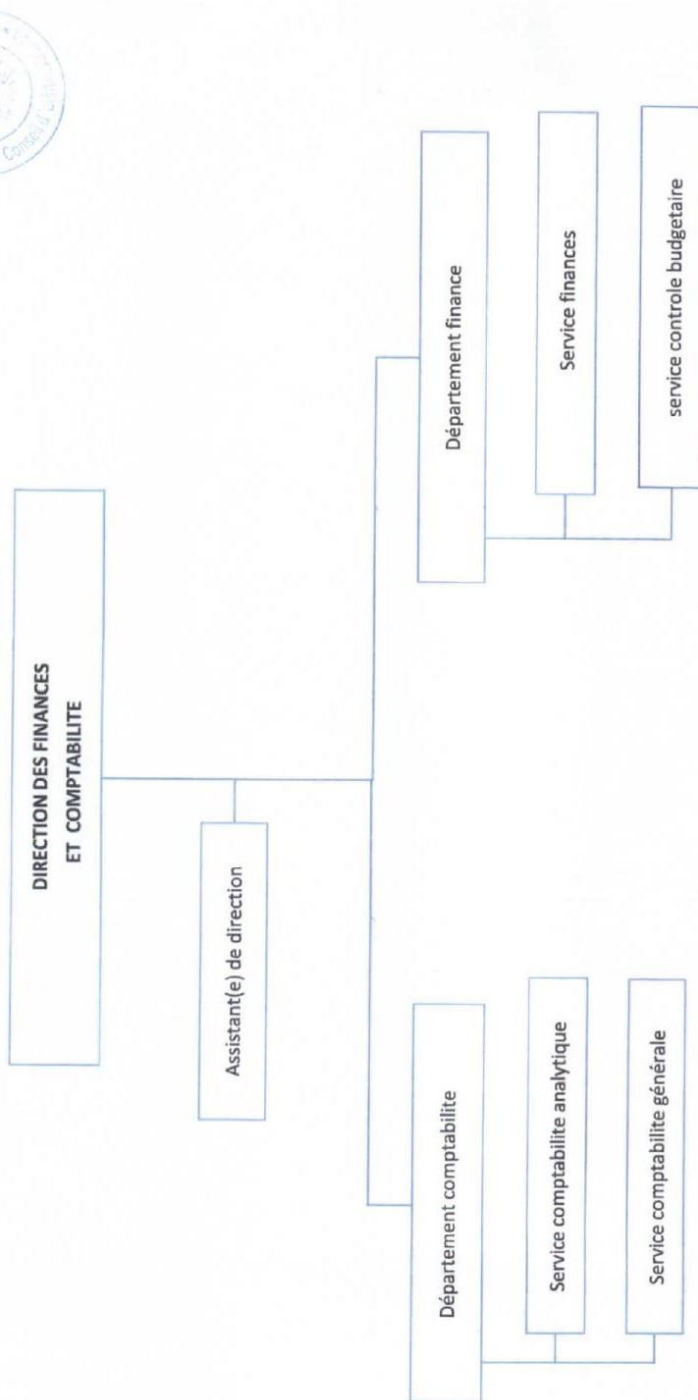 Conseil
DIRECTION DES FINANCES
ET COMPTABILITE
Assistant(e) de direction
Département comptabilite
Service comptabilite analytique
Service comptabilite générale
Département finance
Service finances
service controle budgetaire